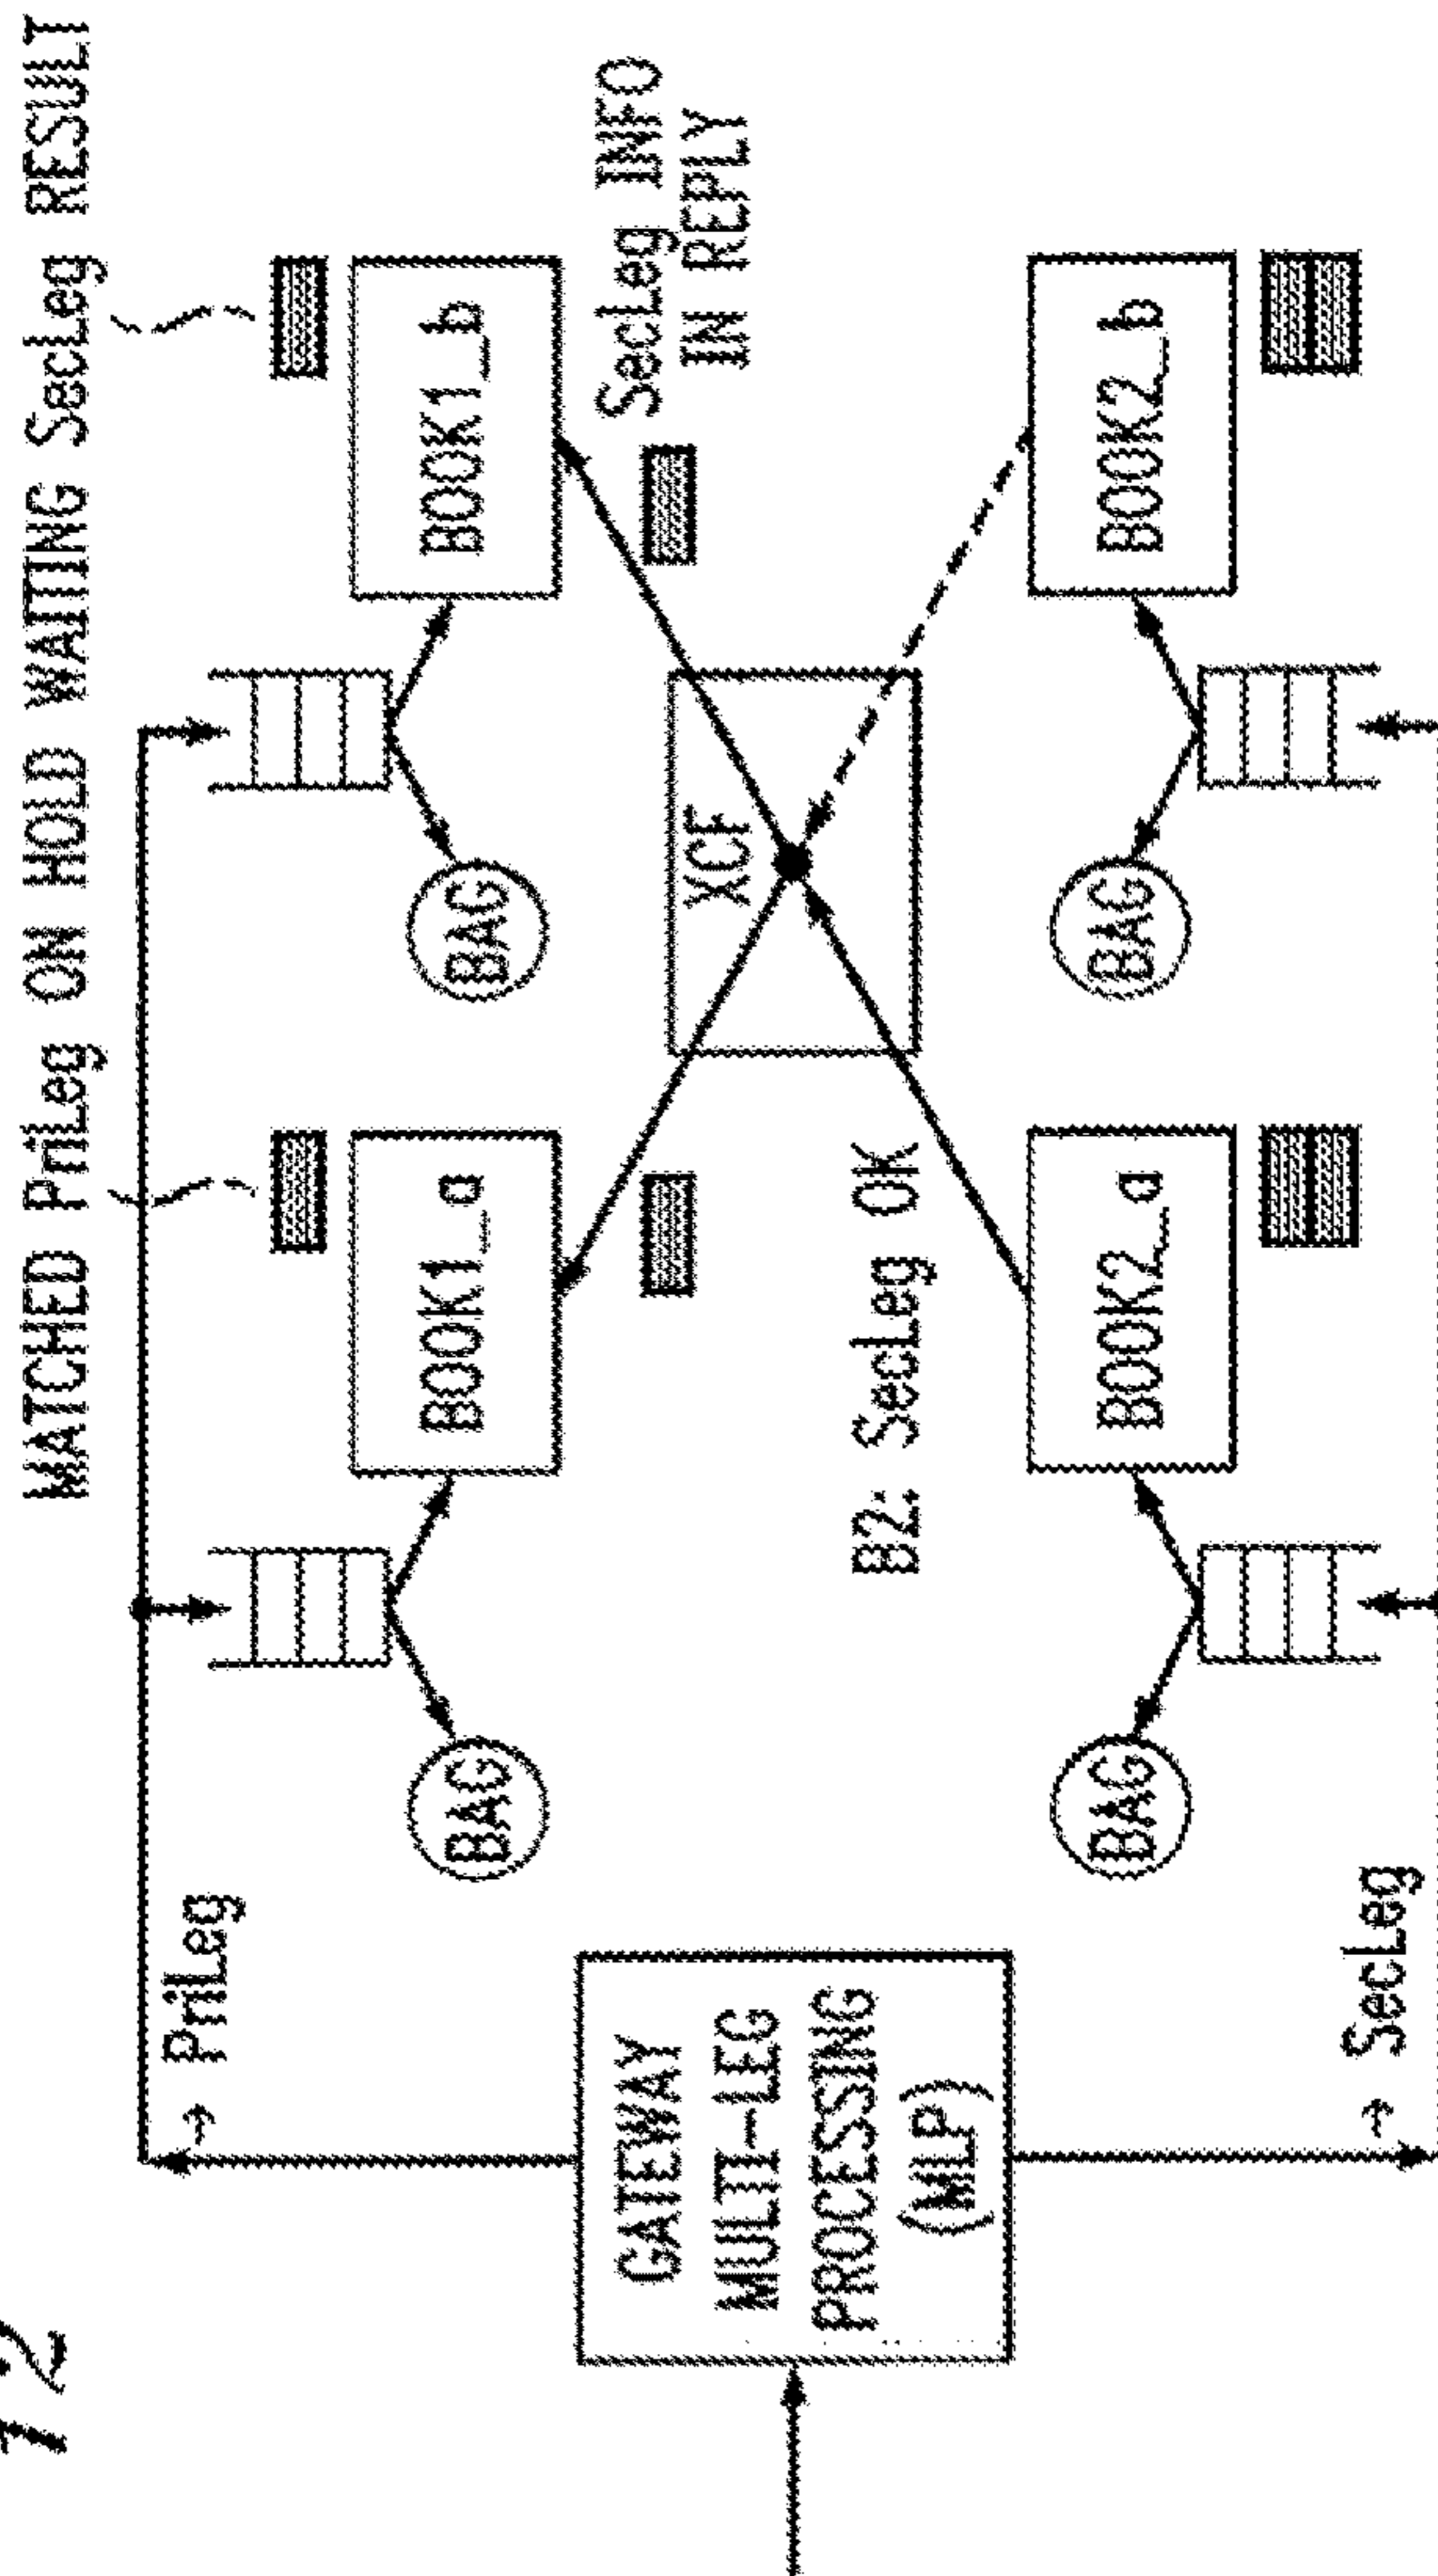 12
MATCHED PriLeg ON HOLD WAITING SecLeg RESULT
→ PriLeg
BAG
BOOK1_a
BAG
BOOK1_b
GATEWAY
MULTI-LEG
PROCESSING
(MLP)
XCF
SecLeg INFO
IN REPLY
B2: SecLeg OK
BAG
BOOK2_a
BAG
BOOK2_b
→ SecLeg